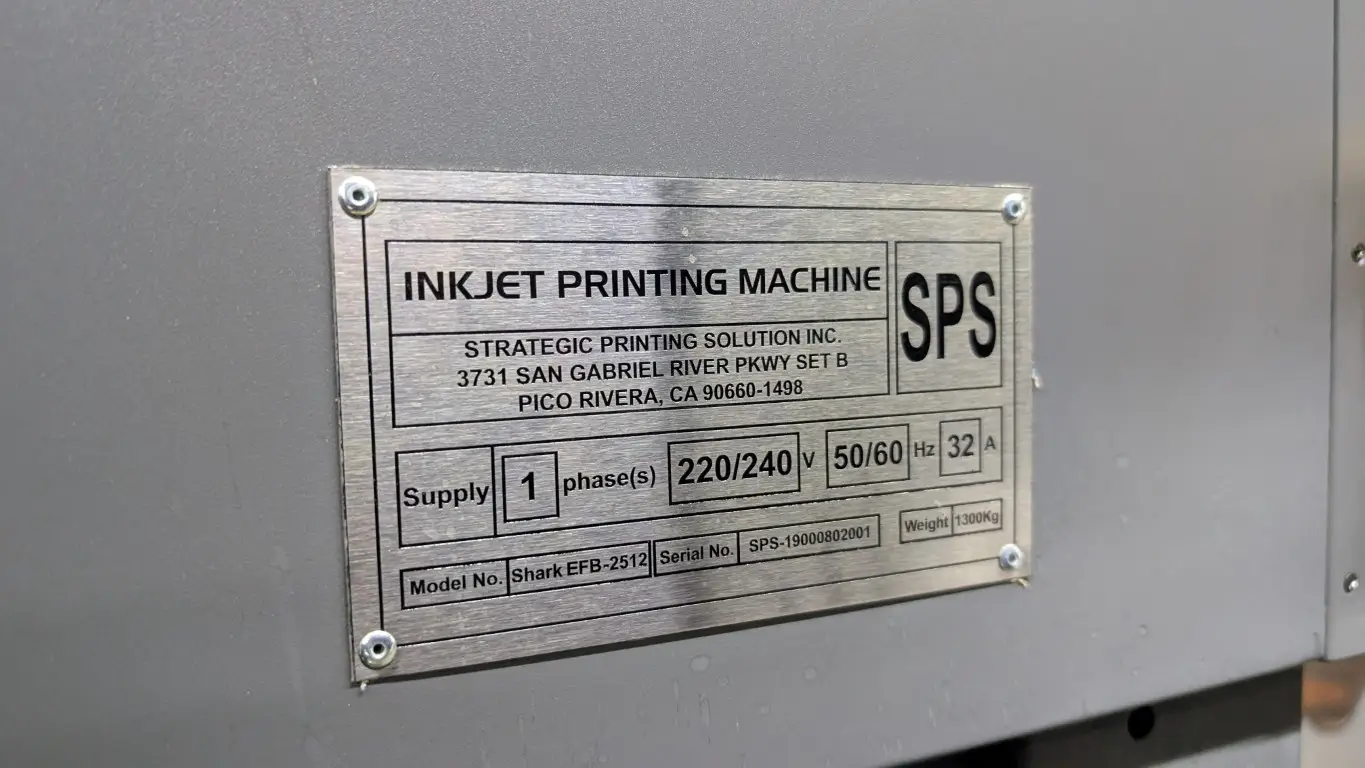 INKJET PRINTING MACHINE
SPS
STRATEGIC PRINTING SOLUTION INC.
3731 SAN GABRIEL RIVER PKWY SET B
PICO RIVERA, CA 90660-1498
Supply 1 phase(s) 220/240 V 50/60 Hz 32 A
Model No. Shark EFB-2512 Serial No. SPS-19000802001 Weight 1300Kg